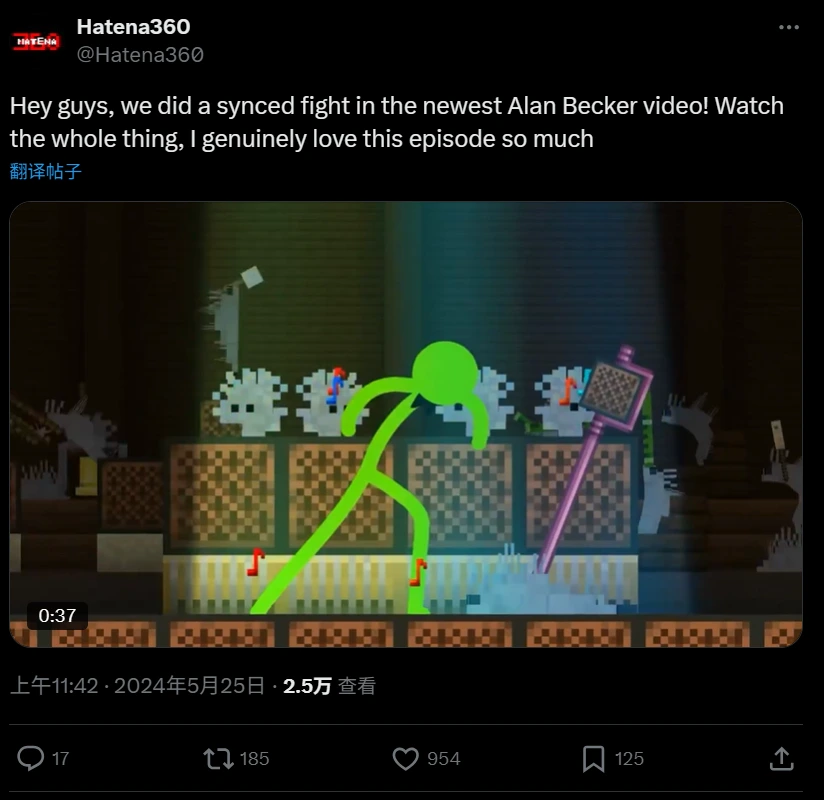 HATENA
Hatena360
@Hatena360
Hey guys, we did a synced fight in the newest Alan Becker video! Watch
the whole thing, I genuinely love this episode so much
翻译帖子
0:37
上午11:42 · 2024年5月25日 · 2.5万 查看
17 185 954 125